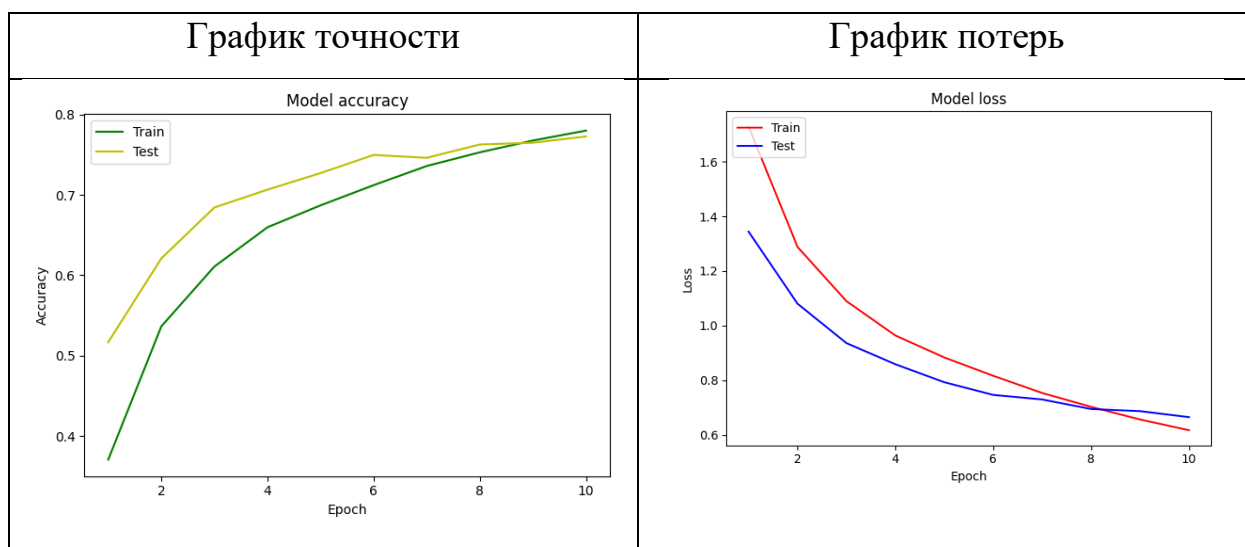 График точности
График потерь
Model accuracy
Train
Test
0.8
0.7
0.6
0.5
0.4
Accuracy
2 4 6 8 10
Epoch
Model loss
Train
Test
1.6
1.4
1.2
1.0
0.8
0.6
Loss
2 4 6 8 10
Epoch